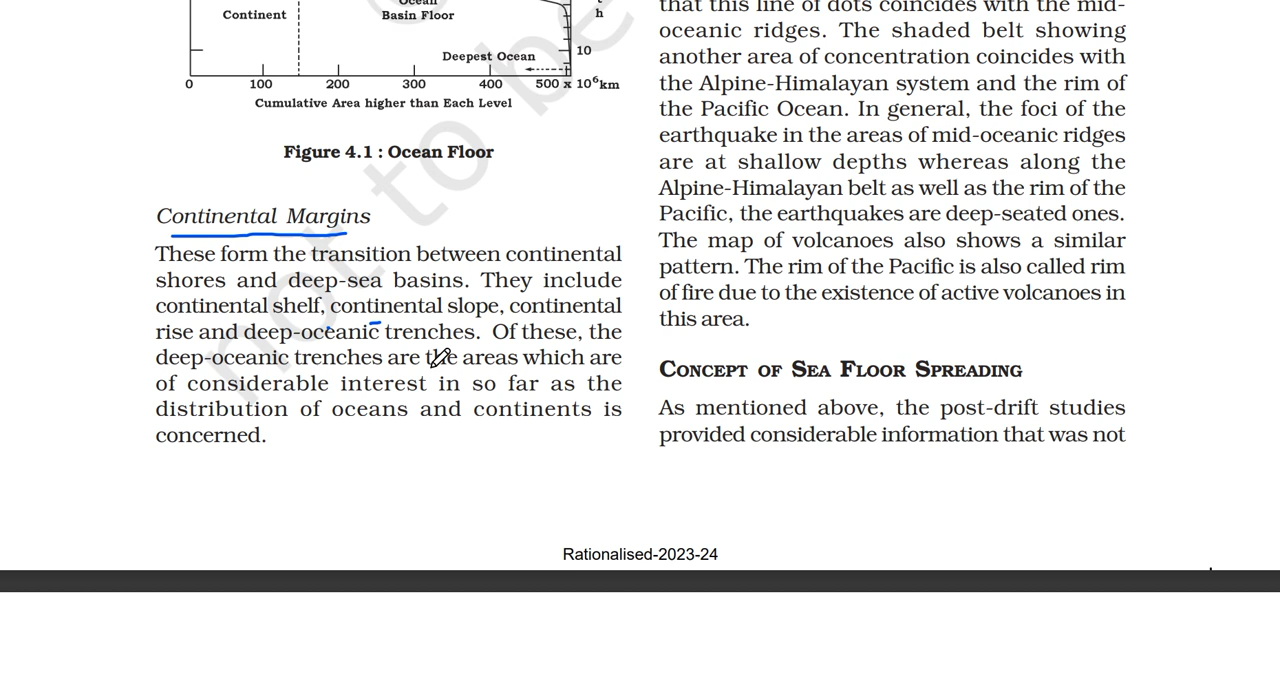 Ocean
Continent
Basin Floor
t
h
10
Deepest Ocean
0 100 200 300 400 500 x 10⁶km
Cumulative Area higher than Each Level
Figure 4.1 : Ocean Floor
Continental Margins
These form the transition between continental
shores and deep-sea basins. They include
continental shelf, continental slope, continental
rise and deep-oceanic trenches. Of these, the
deep-oceanic trenches are the areas which are
of considerable interest in so far as the
distribution of oceans and continents is
concerned.
that this line of dots coincides with the mid-
oceanic ridges. The shaded belt showing
another area of concentration coincides with
the Alpine-Himalayan system and the rim of
the Pacific Ocean. In general, the foci of the
earthquake in the areas of mid-oceanic ridges
are at shallow depths whereas along the
Alpine-Himalayan belt as well as the rim of the
Pacific, the earthquakes are deep-seated ones.
The map of volcanoes also shows a similar
pattern. The rim of the Pacific is also called rim
of fire due to the existence of active volcanoes in
this area.
CONCEPT OF SEA FLOOR SPREADING
As mentioned above, the post-drift studies
provided considerable information that was not
Rationalised-2023-24
not to be